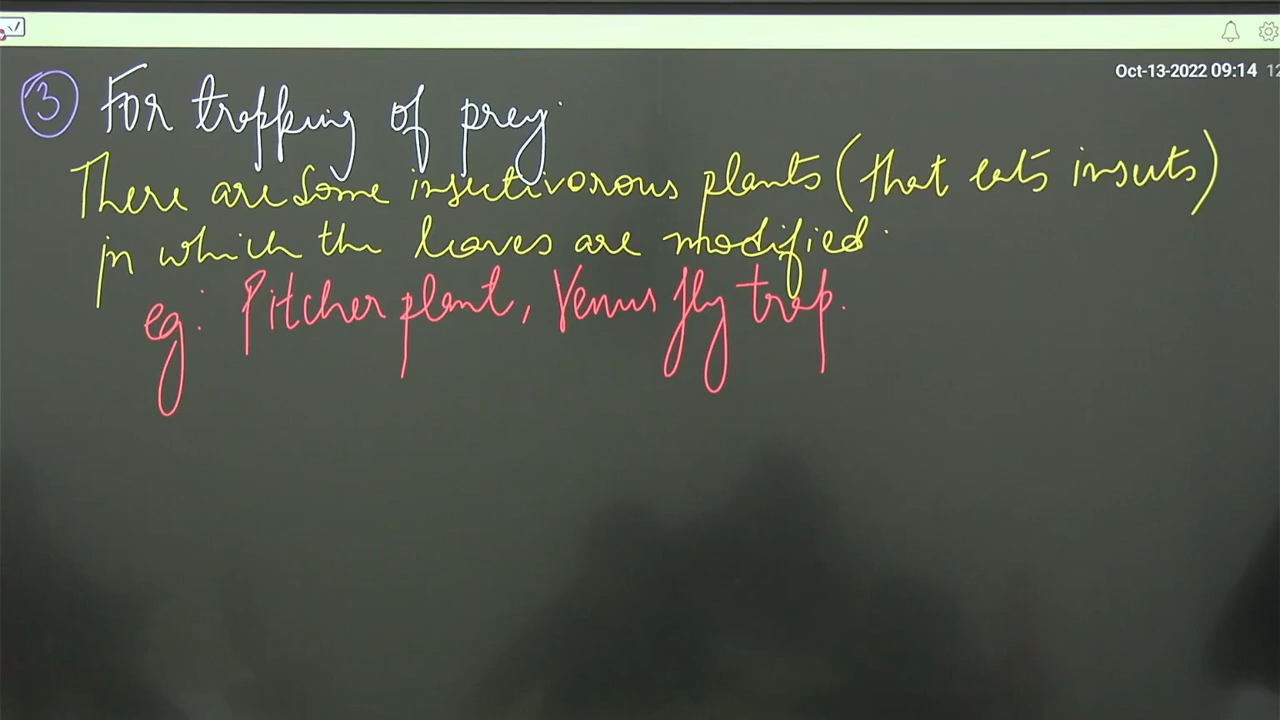 Oct-13-2022 09:14 12
3 For trapping of prey:
There are some insectivorous plants (that eats insects)
in which the leaves are modified.
eg: Pitcher plant, Venus fly trap.